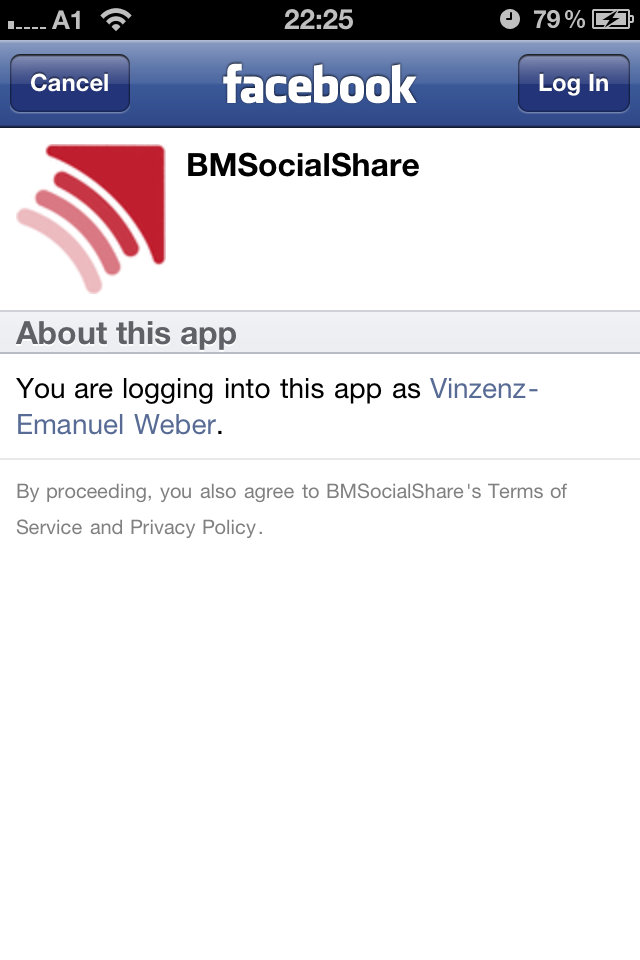 A1 22:25 79%
Cancel facebook Log In
BMSocialShare
About this app
You are logging into this app as Vinzenz-
Emanuel Weber.
By proceeding, you also agree to BMSocialShare's Terms of
Service and Privacy Policy.